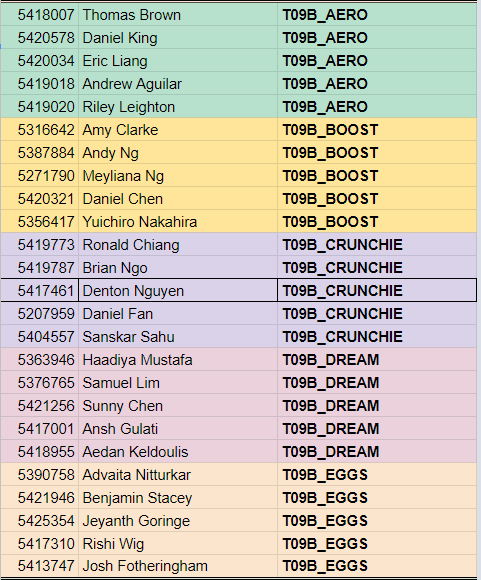 5418007 Thomas Brown T09B_AERO
5420578 Daniel King T09B_AERO
5420034 Eric Liang T09B_AERO
5419018 Andrew Aguilar T09B_AERO
5419020 Riley Leighton T09B_AERO
5316642 Amy Clarke T09B_BOOST
5387884 Andy Ng T09B_BOOST
5271790 Meyliana Ng T09B_BOOST
5420321 Daniel Chen T09B_BOOST
5356417 Yuichiro Nakahira T09B_BOOST
5419773 Ronald Chiang T09B_CRUNCHIE
5419787 Brian Ngo T09B_CRUNCHIE
5417461 Denton Nguyen T09B_CRUNCHIE
5207959 Daniel Fan T09B_CRUNCHIE
5404557 Sanskar Sahu T09B_CRUNCHIE
5363946 Haadiya Mustafa T09B_DREAM
5376765 Samuel Lim T09B_DREAM
5421256 Sunny Chen T09B_DREAM
5417001 Ansh Gulati T09B_DREAM
5418955 Aedan Keldoulis T09B_DREAM
5390758 Advaita Nitturkar T09B_EGGS
5421946 Benjamin Stacey T09B_EGGS
5425354 Jeyanth Goringe T09B_EGGS
5417310 Rishi Wig T09B_EGGS
5413747 Josh Fotheringham T09B_EGGS